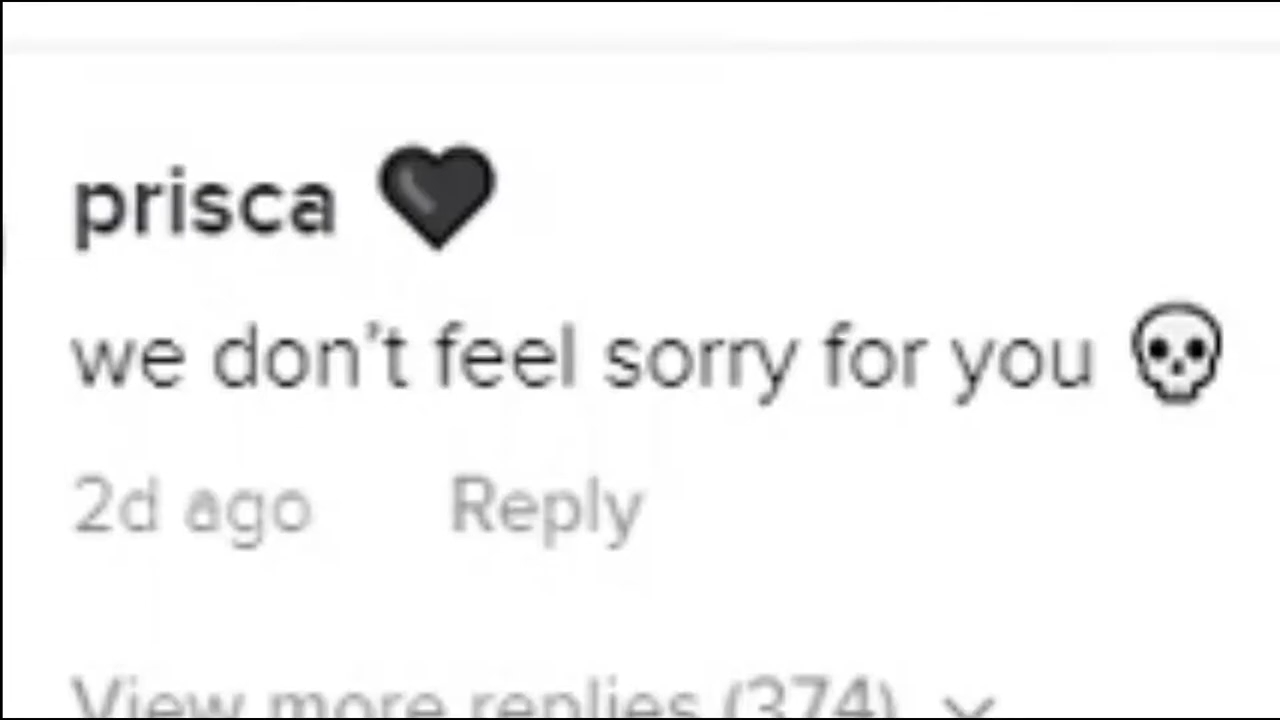 prisca 🖤
we don't feel sorry for you 💀
2d ago Reply
View more replies (374)